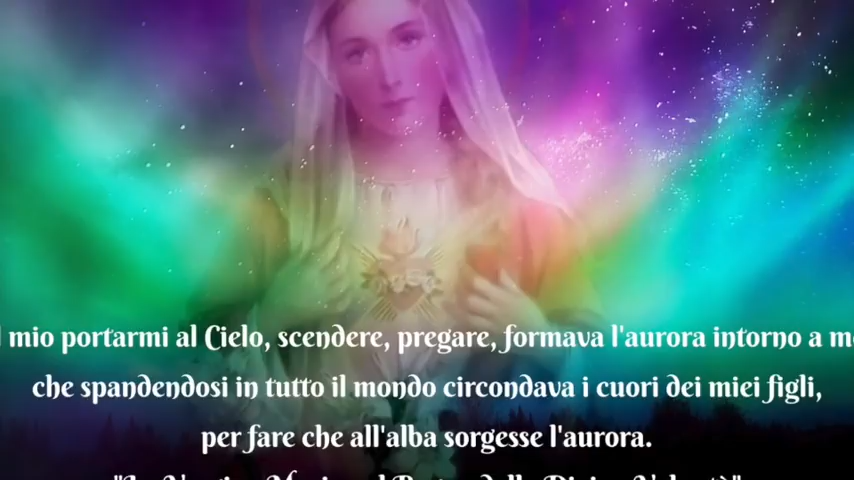 mio portarmi al Cielo, scendere, pregare, formava l'aurora intorno a me
che spandendosi in tutto il mondo circondava i cuori dei miei figli,
per fare che all'alba sorgesse l'aurora.